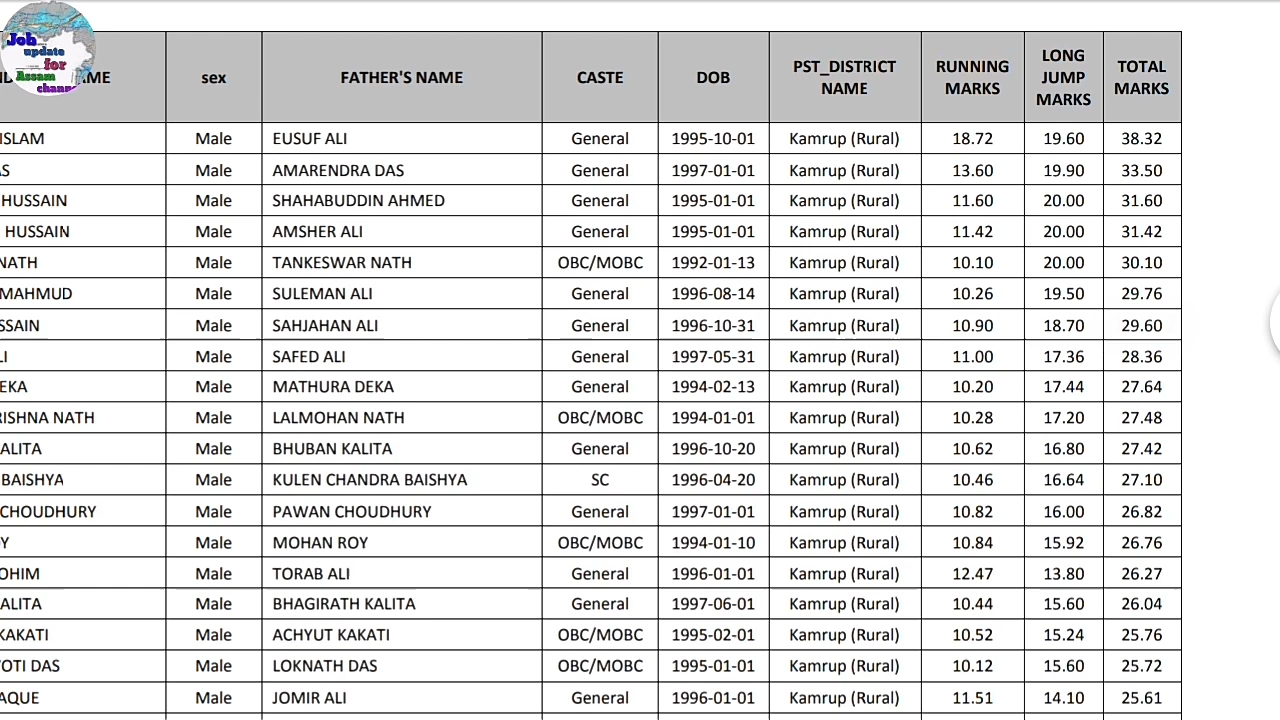 Job
update
for
Assam
channel
sex FATHER'S NAME CASTE DOB PST_DISTRICT NAME RUNNING MARKS LONG JUMP MARKS TOTAL MARKS
ISLAM Male EUSUF ALI General 1995-10-01 Kamrup (Rural) 18.72 19.60 38.32
Male AMARENDRA DAS General 1997-01-01 Kamrup (Rural) 13.60 19.90 33.50
HUSSAIN Male SHAHABUDDIN AHMED General 1995-01-01 Kamrup (Rural) 11.60 20.00 31.60
HUSSAIN Male AMSHER ALI General 1995-01-01 Kamrup (Rural) 11.42 20.00 31.42
NATH Male TANKESWAR NATH OBC/MOBC 1992-01-13 Kamrup (Rural) 10.10 20.00 30.10
MAHMUD Male SULEMAN ALI General 1996-08-14 Kamrup (Rural) 10.26 19.50 29.76
SSAIN Male SAHJAHAN ALI General 1996-10-31 Kamrup (Rural) 10.90 18.70 29.60
LI Male SAFED ALI General 1997-05-31 Kamrup (Rural) 11.00 17.36 28.36
EKA Male MATHURA DEKA General 1994-02-13 Kamrup (Rural) 10.20 17.44 27.64
RISHNA NATH Male LALMOHAN NATH OBC/MOBC 1994-01-01 Kamrup (Rural) 10.28 17.20 27.48
ALITA Male BHUBAN KALITA General 1996-10-20 Kamrup (Rural) 10.62 16.80 27.42
BAISHYA Male KULEN CHANDRA BAISHYA SC 1996-04-20 Kamrup (Rural) 10.46 16.64 27.10
CHOUDHURY Male PAWAN CHOUDHURY General 1997-01-01 Kamrup (Rural) 10.82 16.00 26.82
Male MOHAN ROY OBC/MOBC 1994-01-10 Kamrup (Rural) 10.84 15.92 26.76
OHIM Male TORAB ALI General 1996-01-01 Kamrup (Rural) 12.47 13.80 26.27
ALITA Male BHAGIRATH KALITA General 1997-06-01 Kamrup (Rural) 10.44 15.60 26.04
KAKATI Male ACHYUT KAKATI OBC/MOBC 1995-02-01 Kamrup (Rural) 10.52 15.24 25.76
OTI DAS Male LOKNATH DAS OBC/MOBC 1995-01-01 Kamrup (Rural) 10.12 15.60 25.72
AQUE Male JOMIR ALI General 1996-01-01 Kamrup (Rural) 11.51 14.10 25.61